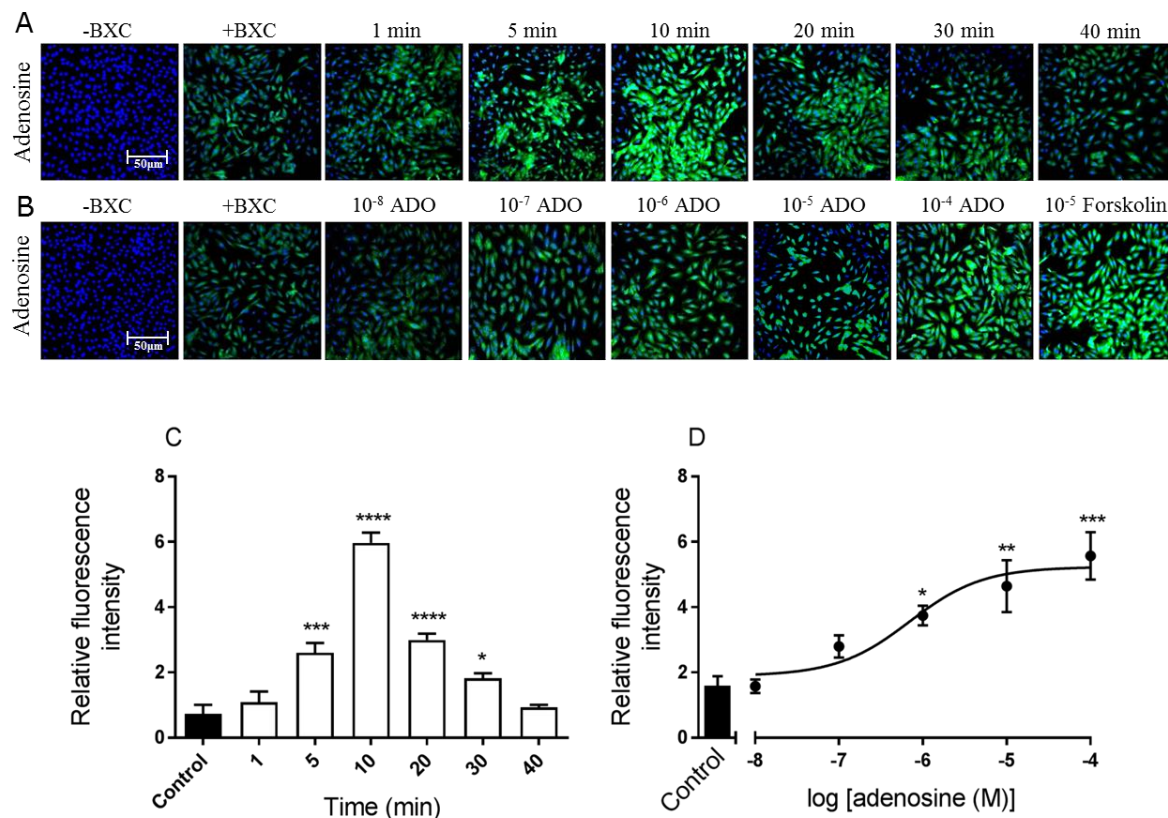 A
-BXC +BXC 1 min 5 min 10 min 20 min 30 min 40 min
Adenosine
50µm
B
-BXC +BXC 10⁻⁸ ADO 10⁻⁷ ADO 10⁻⁶ ADO 10⁻⁵ ADO 10⁻⁴ ADO 10⁻⁵ Forskolin
Adenosine
50µm
C
Relative fluorescence
intensity
8
6
4
2
0
***
****
****
*
Control 1 5 10 20 30 40
Time (min)
D
Relative fluorescence
intensity
8
6
4
2
0
*
**
***
Control -8 -7 -6 -5 -4
log [adenosine (M)]